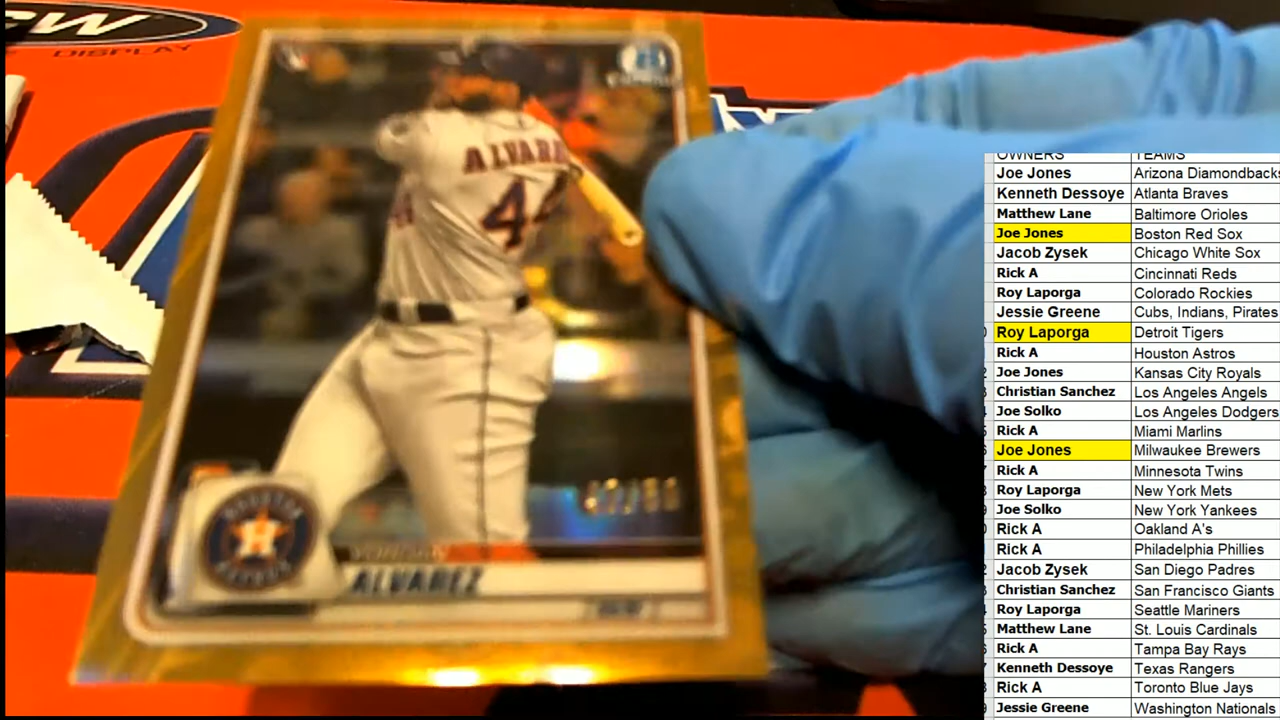 CW
DISPLAY
ALVARE
44
ALVAREZ
OWNERS TEAMS
Joe Jones Arizona Diamondbacks
Kenneth Dessoye Atlanta Braves
Matthew Lane Baltimore Orioles
Joe Jones Boston Red Sox
Jacob Zysek Chicago White Sox
Rick A Cincinnati Reds
Roy Laporga Colorado Rockies
Jessie Greene Cubs, Indians, Pirates
Roy Laporga Detroit Tigers
Rick A Houston Astros
Joe Jones Kansas City Royals
Christian Sanchez Los Angeles Angels
Joe Solko Los Angeles Dodgers
Rick A Miami Marlins
Joe Jones Milwaukee Brewers
Rick A Minnesota Twins
Roy Laporga New York Mets
Joe Solko New York Yankees
Rick A Oakland A's
Rick A Philadelphia Phillies
Jacob Zysek San Diego Padres
Christian Sanchez San Francisco Giants
Roy Laporga Seattle Mariners
Matthew Lane St. Louis Cardinals
Rick A Tampa Bay Rays
Kenneth Dessoye Texas Rangers
Rick A Toronto Blue Jays
Jessie Greene Washington Nationals